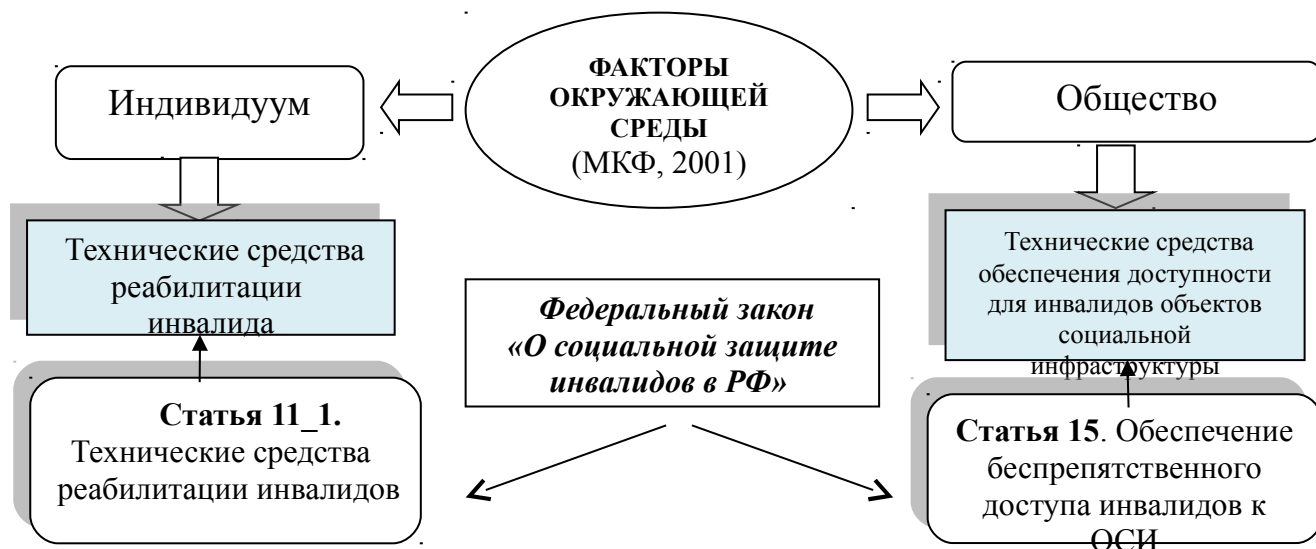 ФАКТОРЫ
ОКРУЖАЮЩЕЙ
СРЕДЫ
(МКФ, 2001)
Индивидуум
Общество
Технические средства
реабилитации
инвалида
Технические средства
обеспечения доступности
для инвалидов объектов
социальной
инфраструктуры
Федеральный закон
«О социальной защите
инвалидов в РФ»
Статья 11_1.
Технические средства
реабилитации инвалидов
Статья 15. Обеспечение
беспрепятственного
доступа инвалидов к
ОСИ